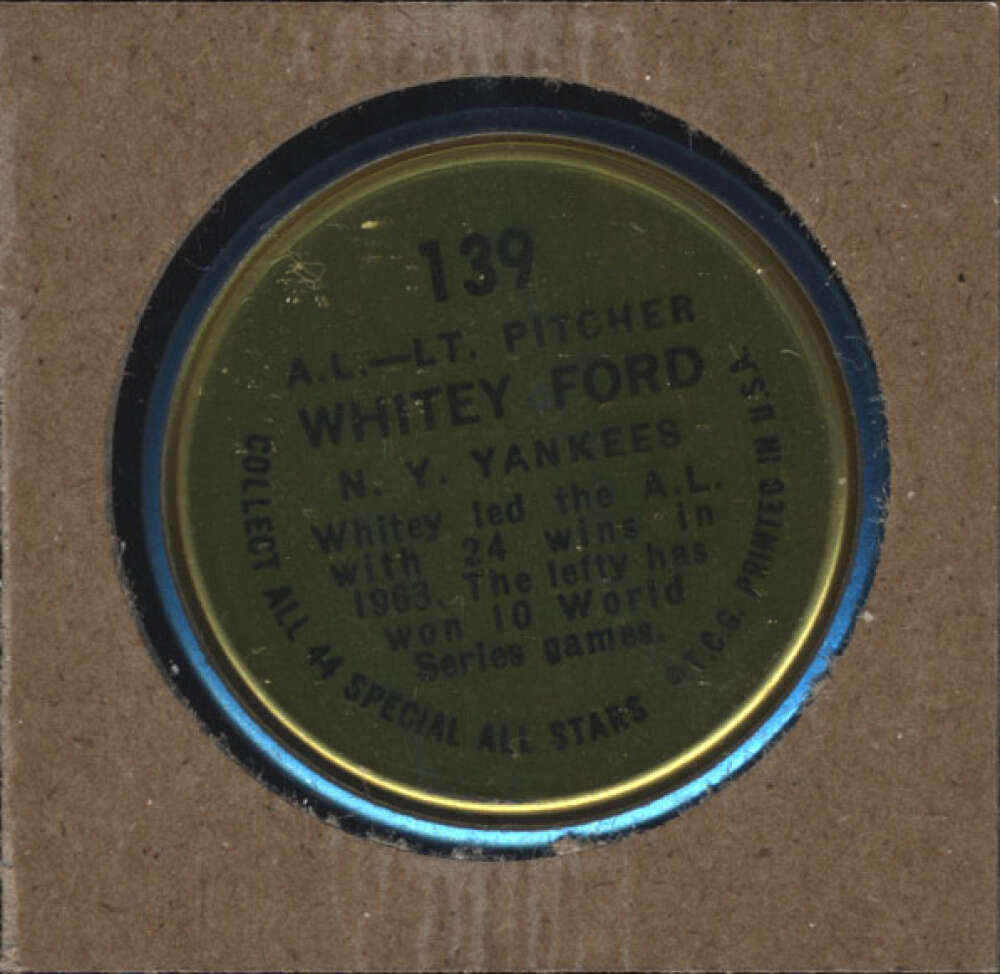 139
A.L.—LT. PITCHER
WHITEY FORD
N. Y. YANKEES
Whitey led the A.L.
with 24 wins in
1963. The lefty has
won 10 World
Series games.
COLLECT ALL 44 SPECIAL ALL STARS
©T.C.G. PRINTED IN U.S.A.